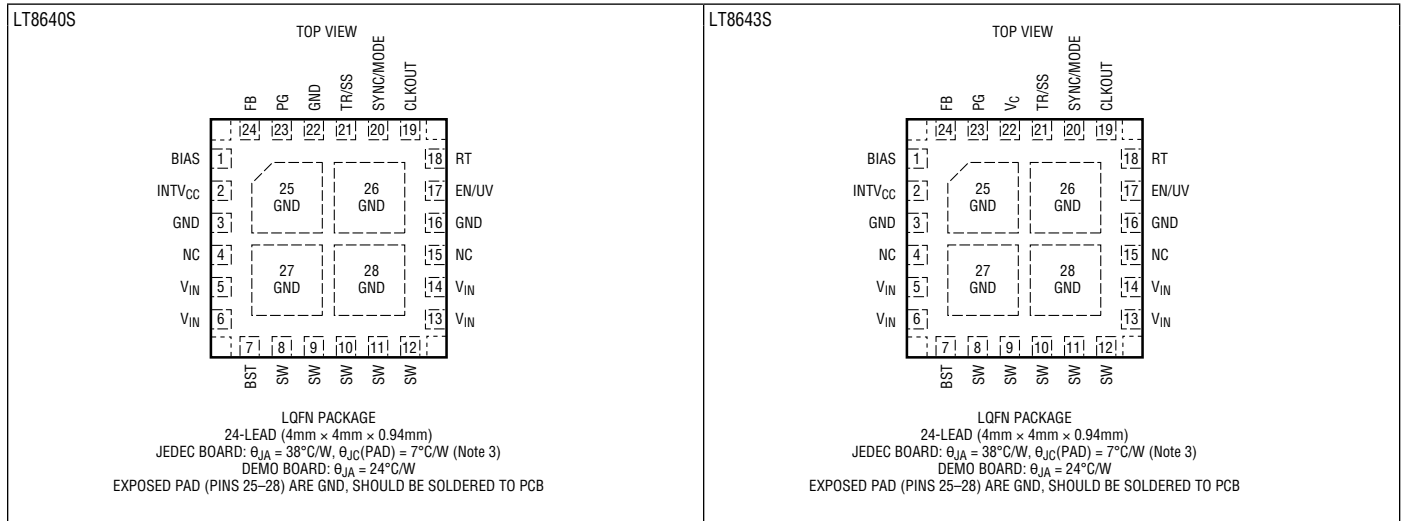 LT8640S
TOP VIEW
FB
PG
GND
TR/SS
SYNC/MODE
CLKOUT
24 23 22 21 20 19
BIAS 1
INTVCC 2
GND 3
NC 4
VIN 5
VIN 6
18 RT
17 EN/UV
16 GND
15 NC
14 VIN
13 VIN
25
GND
26
GND
27
GND
28
GND
7 8 9 10 11 12
BST
SW
SW
SW
SW
SW
LQFN PACKAGE
24-LEAD (4mm × 4mm × 0.94mm)
JEDEC BOARD: θJA = 38°C/W, θJC(PAD) = 7°C/W (Note 3)
DEMO BOARD: θJA = 24°C/W
EXPOSED PAD (PINS 25–28) ARE GND, SHOULD BE SOLDERED TO PCB
LT8643S
TOP VIEW
FB
PG
VC
TR/SS
SYNC/MODE
CLKOUT
24 23 22 21 20 19
BIAS 1
INTVCC 2
GND 3
NC 4
VIN 5
VIN 6
18 RT
17 EN/UV
16 GND
15 NC
14 VIN
13 VIN
25
GND
26
GND
27
GND
28
GND
7 8 9 10 11 12
BST
SW
SW
SW
SW
SW
LQFN PACKAGE
24-LEAD (4mm × 4mm × 0.94mm)
JEDEC BOARD: θJA = 38°C/W, θJC(PAD) = 7°C/W (Note 3)
DEMO BOARD: θJA = 24°C/W
EXPOSED PAD (PINS 25–28) ARE GND, SHOULD BE SOLDERED TO PCB